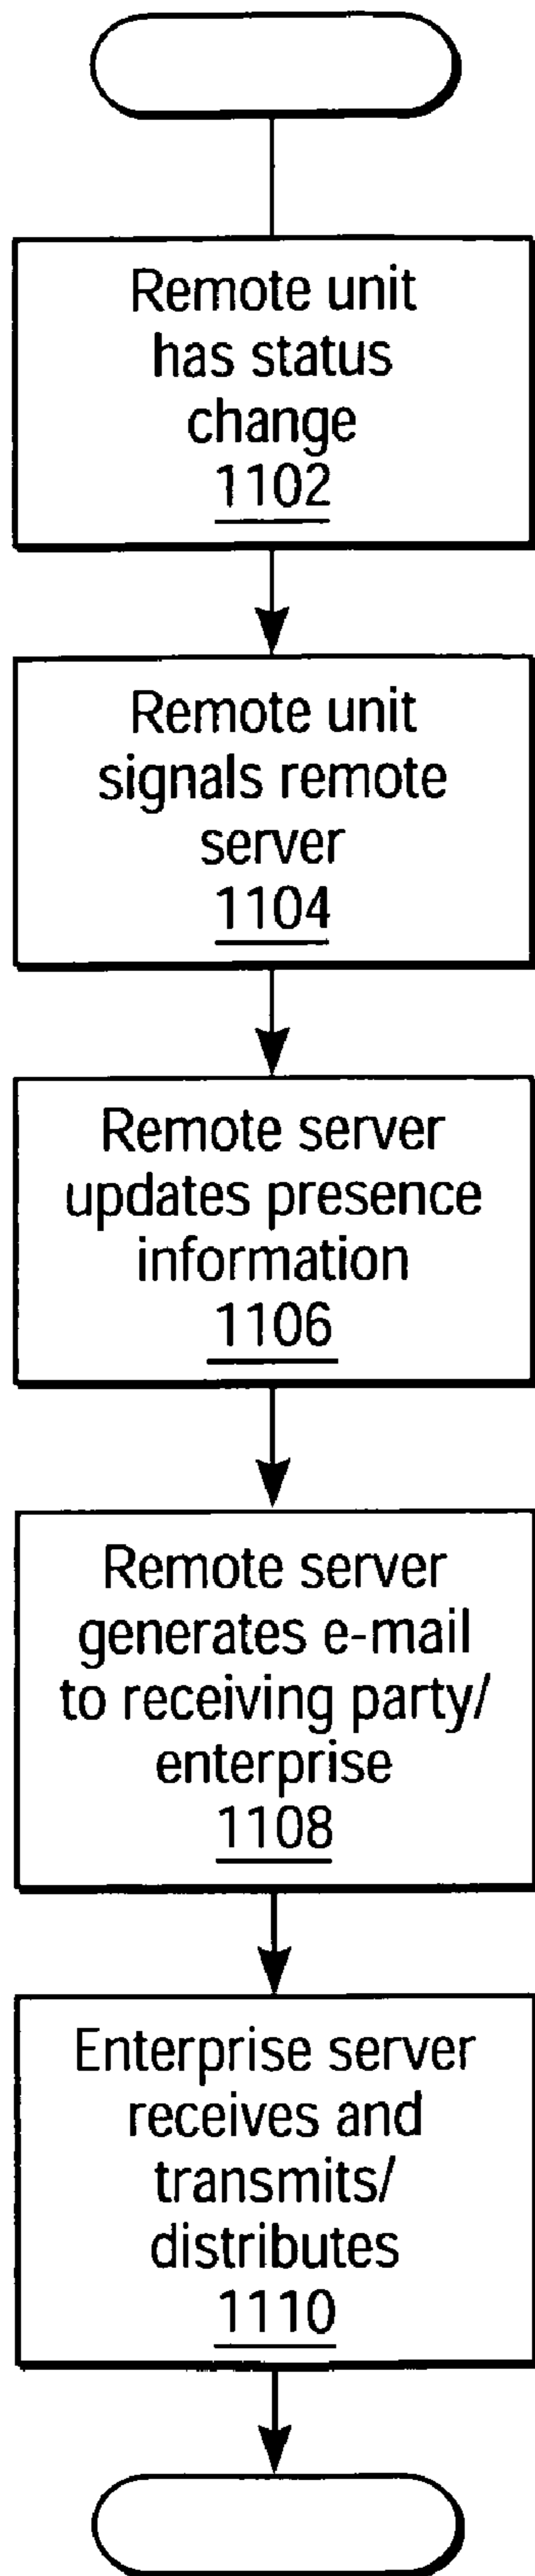 Remote unit
has status
change
1102
Remote unit
signals remote
server
1104
Remote server
updates presence
information
1106
Remote server
generates e-mail
to receiving party/
enterprise
1108
Enterprise server
receives and
transmits/
distributes
1110